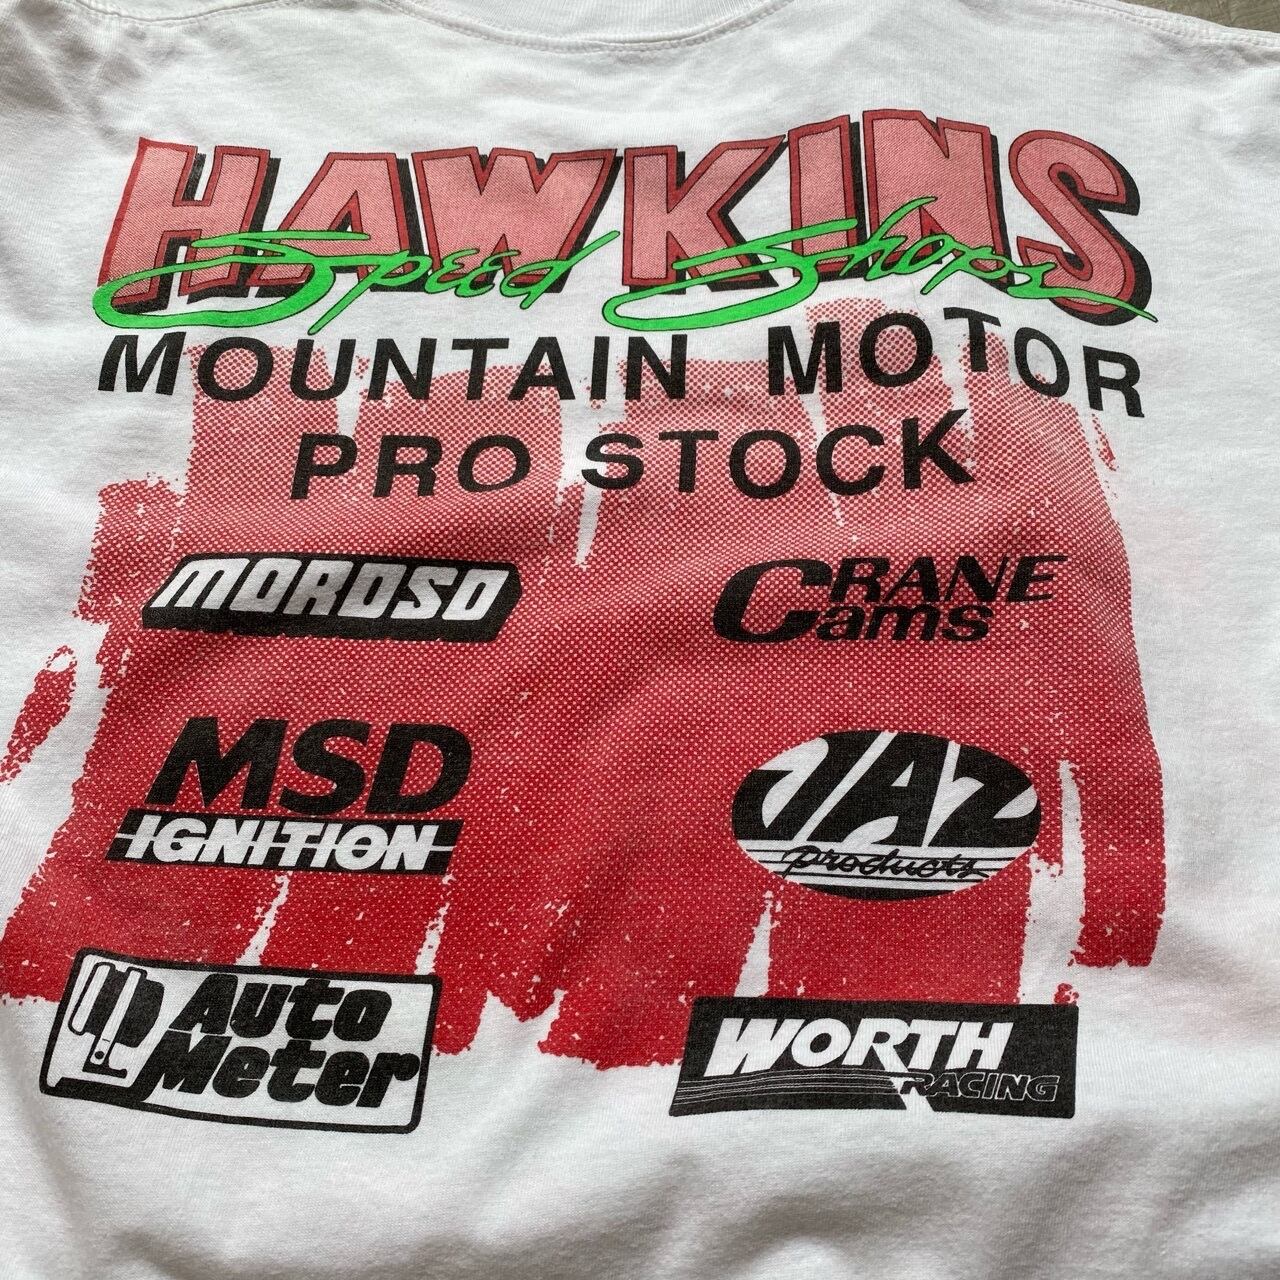 HAWKINS
Speed Shops
MOUNTAIN MOTOR
PRO STOCK
MOROSO
CRANE
Cams
MSD
IGNITION
JAZ
products
Auto
Meter
WORTH
RACING